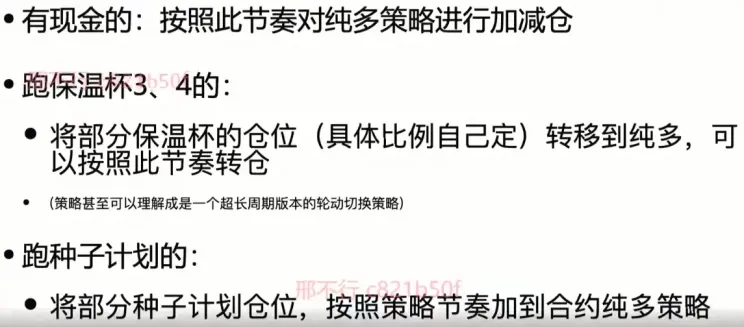 • 有现金的：按照此节奏对纯多策略进行加减仓
• 跑保温杯3、4的：
• 将部分保温杯的仓位（具体比例自己定）转移到纯多，可
以按照此节奏转仓
• （策略甚至可以理解成是一个超长周期版本的轮动切换策略）
• 跑种子计划的：
邢不行 c821b50f
• 将部分种子计划仓位，按照策略节奏加到合约纯多策略